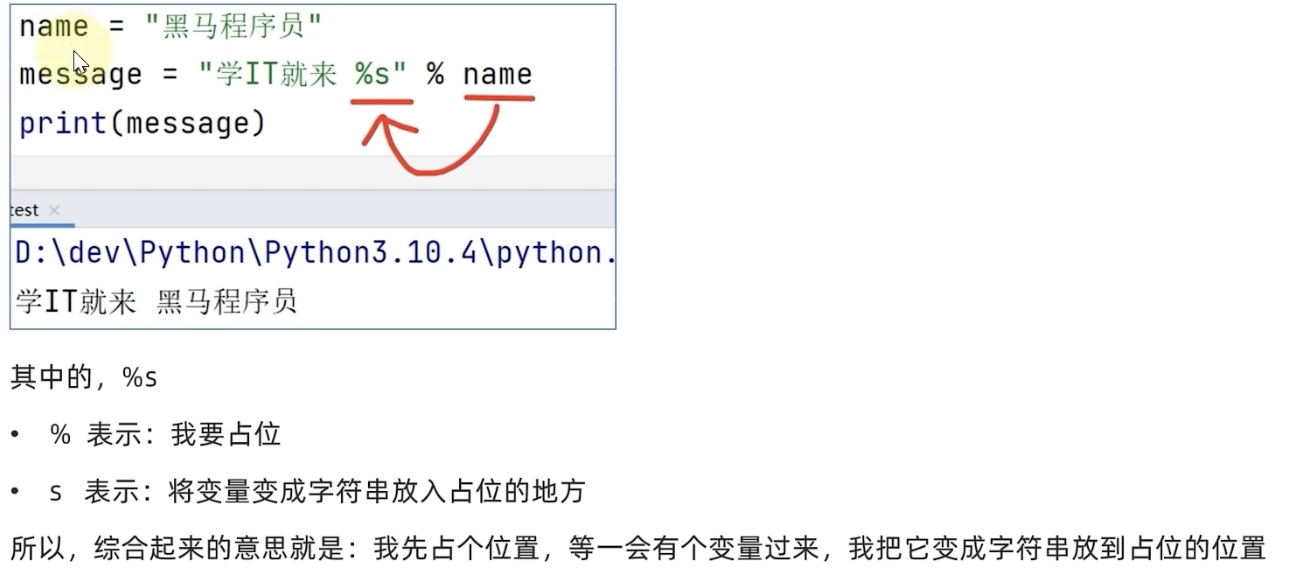 name = "黑马程序员"
message = "学IT就来 %s" % name
print(message)
test ×
D:\dev\Python\Python3.10.4\python.
学IT就来 黑马程序员
其中的，%s
• % 表示：我要占位
• s 表示：将变量变成字符串放入占位的地方
所以，综合起来的意思就是：我先占个位置，等一会有个变量过来，我把它变成字符串放到占位的位置